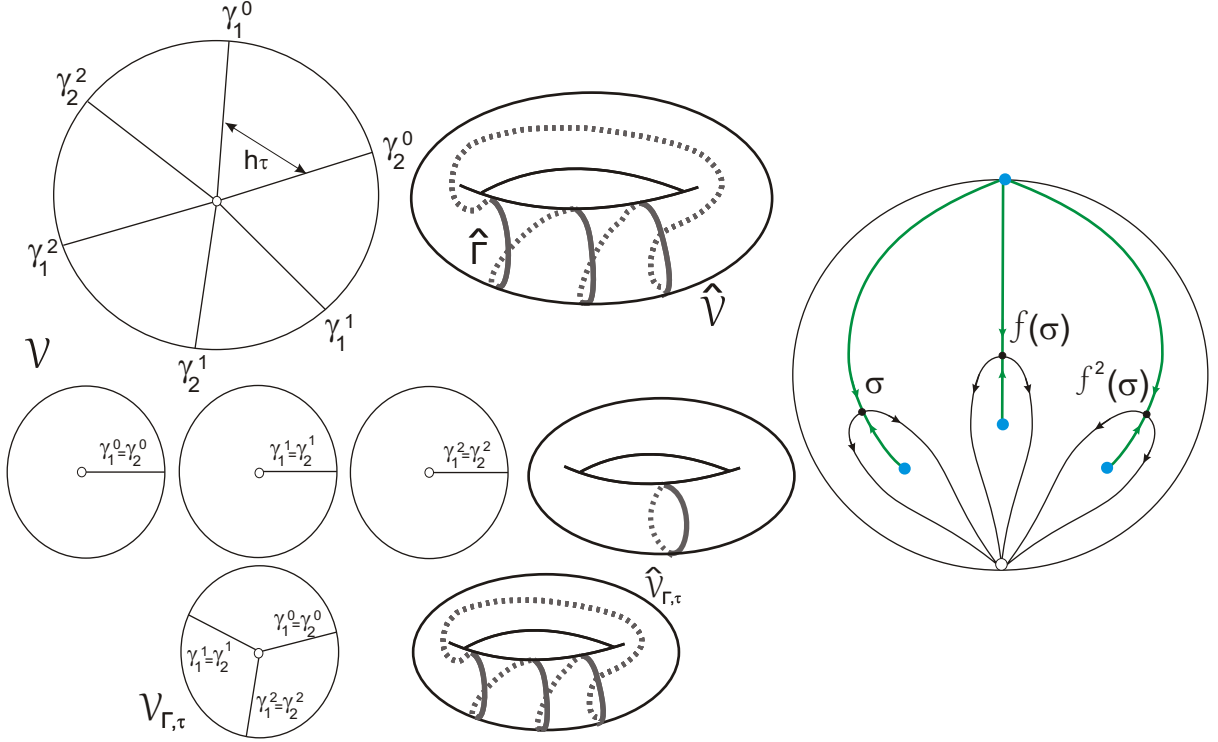 γ₁⁰
γ₂²
γ₂⁰
hτ
γ₁²
γ₁¹
γ₂¹
𝒱
Γ̂
𝒱̂
f(σ)
f²(σ)
σ
γ₁⁰=γ₂⁰
γ₁¹=γ₂¹
γ₁²=γ₂²
𝒱̂_Γ,τ
γ₁⁰=γ₂⁰
γ₁¹=γ₂¹
γ₁²=γ₂²
𝒱_Γ,τ